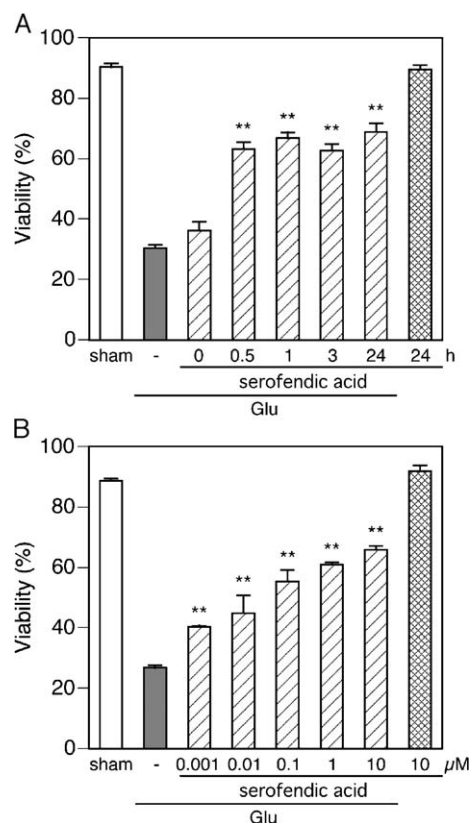 A
100
80
60
40
20
0
Viability (%)
** ** ** **
sham - 0 0.5 1 3 24 24 h
serofendic acid
Glu
B
100
80
60
40
20
0
Viability (%)
** ** ** ** **
sham - 0.001 0.01 0.1 1 10 10 µM
serofendic acid
Glu